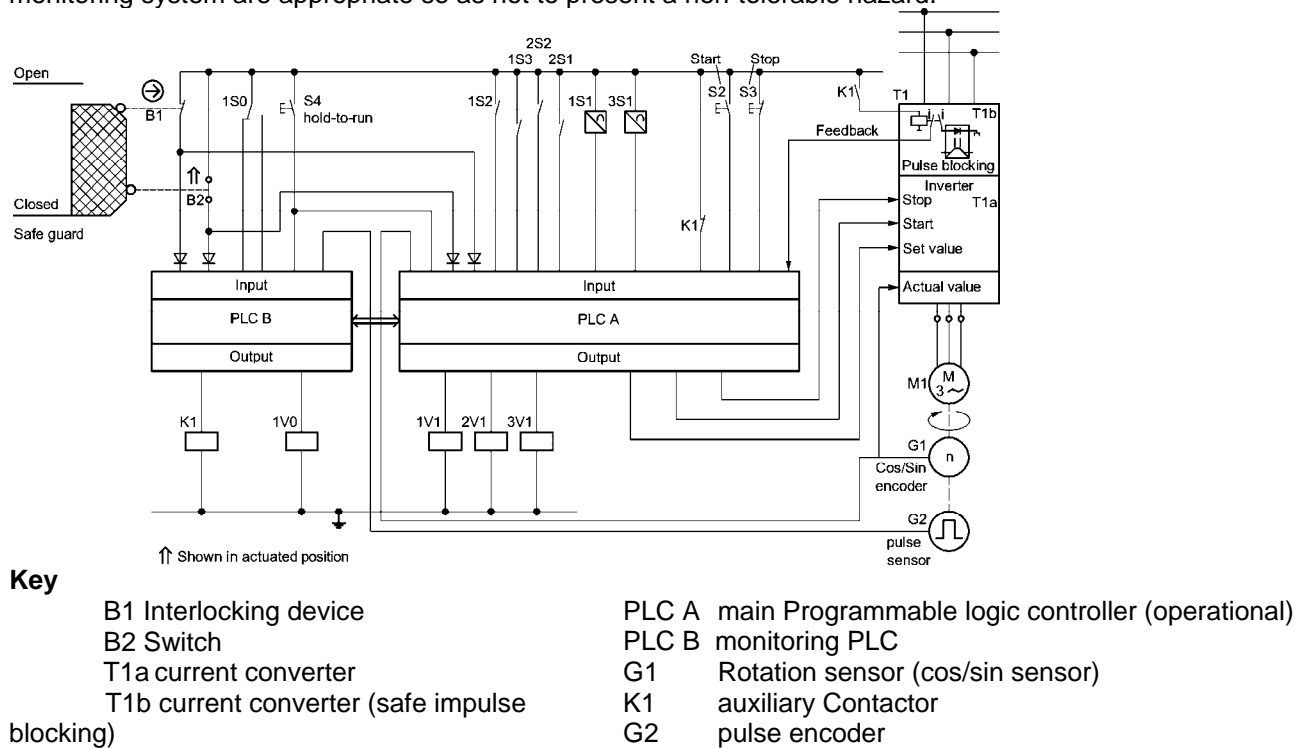 monitoring system are appropriate so as not to present a non-tolerable hazard.
2S2
1S3 2S1
Start Stop
Open
B1
1S0
S4
hold-to-run
1S2
1S1
3S1
S2
S3
K1
T1
T1b
Feedback
Pulse blocking
Inverter
T1a
Stop
Start
Set value
Actual value
B2
Closed
Safe guard
K1
Input
PLC B
Output
Input
PLC A
Output
M1
M
3~
K1
1V0
1V1
2V1
3V1
G1
n
Cos/Sin
encoder
G2
pulse
sensor
⇑ Shown in actuated position
Key
B1 Interlocking device
B2 Switch
T1a current converter
T1b current converter (safe impulse
blocking)
PLC A main Programmable logic controller (operational)
PLC B monitoring PLC
G1 Rotation sensor (cos/sin sensor)
K1 auxiliary Contactor
G2 pulse encoder